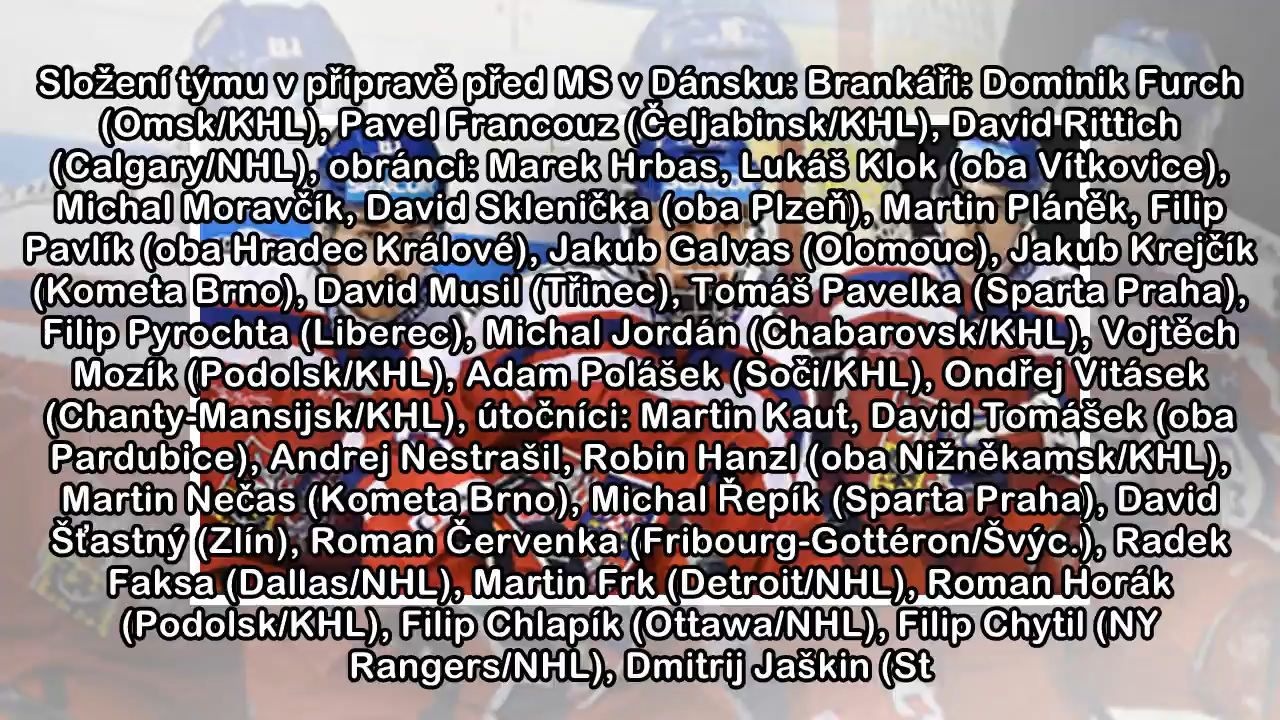 Složení týmu v přípravě před MS v Dánsku: Brankáři: Dominik Furch
(Omsk/KHL), Pavel Francouz (Čeljabinsk/KHL), David Rittich
(Calgary/NHL), obránci: Marek Hrbas, Lukáš Klok (oba Vítkovice),
Michal Moravčík, David Sklenička (oba Plzeň), Martin Pláněk, Filip
Pavlík (oba Hradec Králové), Jakub Galvas (Olomouc), Jakub Krejčík
(Kometa Brno), David Musil (Třinec), Tomáš Pavelka (Sparta Praha),
Filip Pyrochta (Liberec), Michal Jordán (Chabarovsk/KHL), Vojtěch
Mozík (Podolsk/KHL), Adam Polášek (Soči/KHL), Ondřej Vitásek
(Chanty-Mansijsk/KHL), útočníci: Martin Kaut, David Tomášek (oba
Pardubice), Andrej Nestrašil, Robin Hanzl (oba Nižněkamsk/KHL),
Martin Nečas (Kometa Brno), Michal Řepík (Sparta Praha), David
Šťastný (Zlín), Roman Červenka (Fribourg-Gottéron/Švýc.), Radek
Faksa (Dallas/NHL), Martin Frk (Detroit/NHL), Roman Horák
(Podolsk/KHL), Filip Chlapík (Ottawa/NHL), Filip Chytil (NY
Rangers/NHL), Dmitrij Jaškin (St